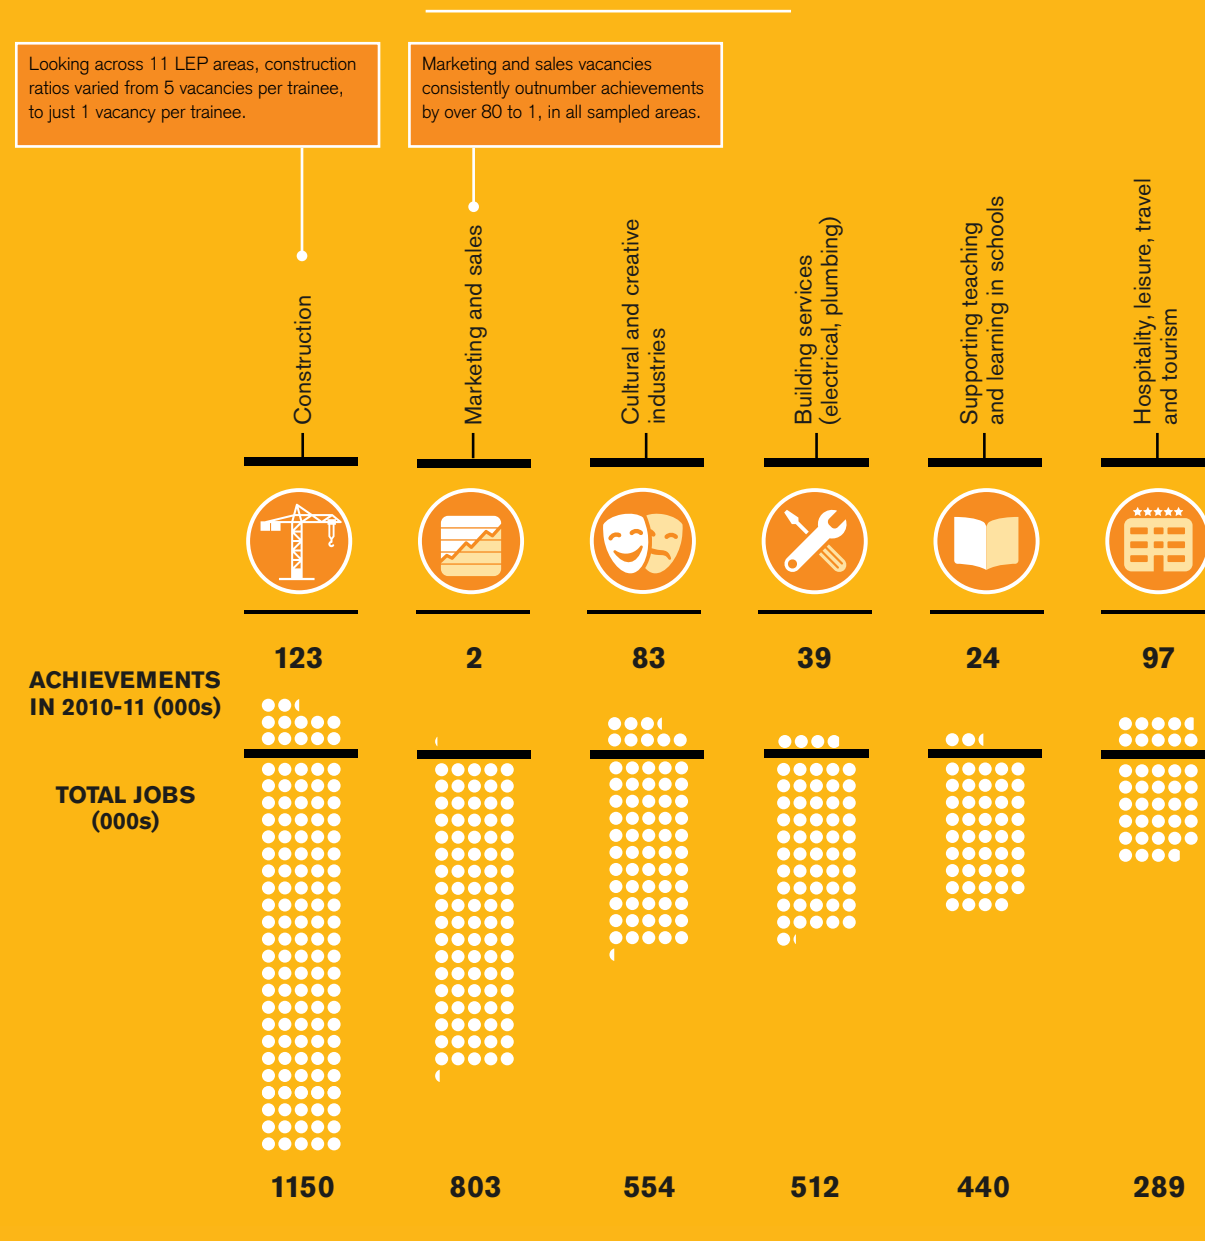 Looking across 11 LEP areas, construction
ratios varied from 5 vacancies per trainee,
to just 1 vacancy per trainee.
Marketing and sales vacancies
consistently outnumber achievements
by over 80 to 1, in all sampled areas.
Construction
Marketing and sales
Cultural and creative
industries
Building services
(electrical, plumbing)
Supporting teaching
and learning in schools
Hospitality, leisure, travel
and tourism
ACHIEVEMENTS
IN 2010-11 (000s)
123
2
83
39
24
97
TOTAL JOBS
(000s)
1150
803
554
512
440
289